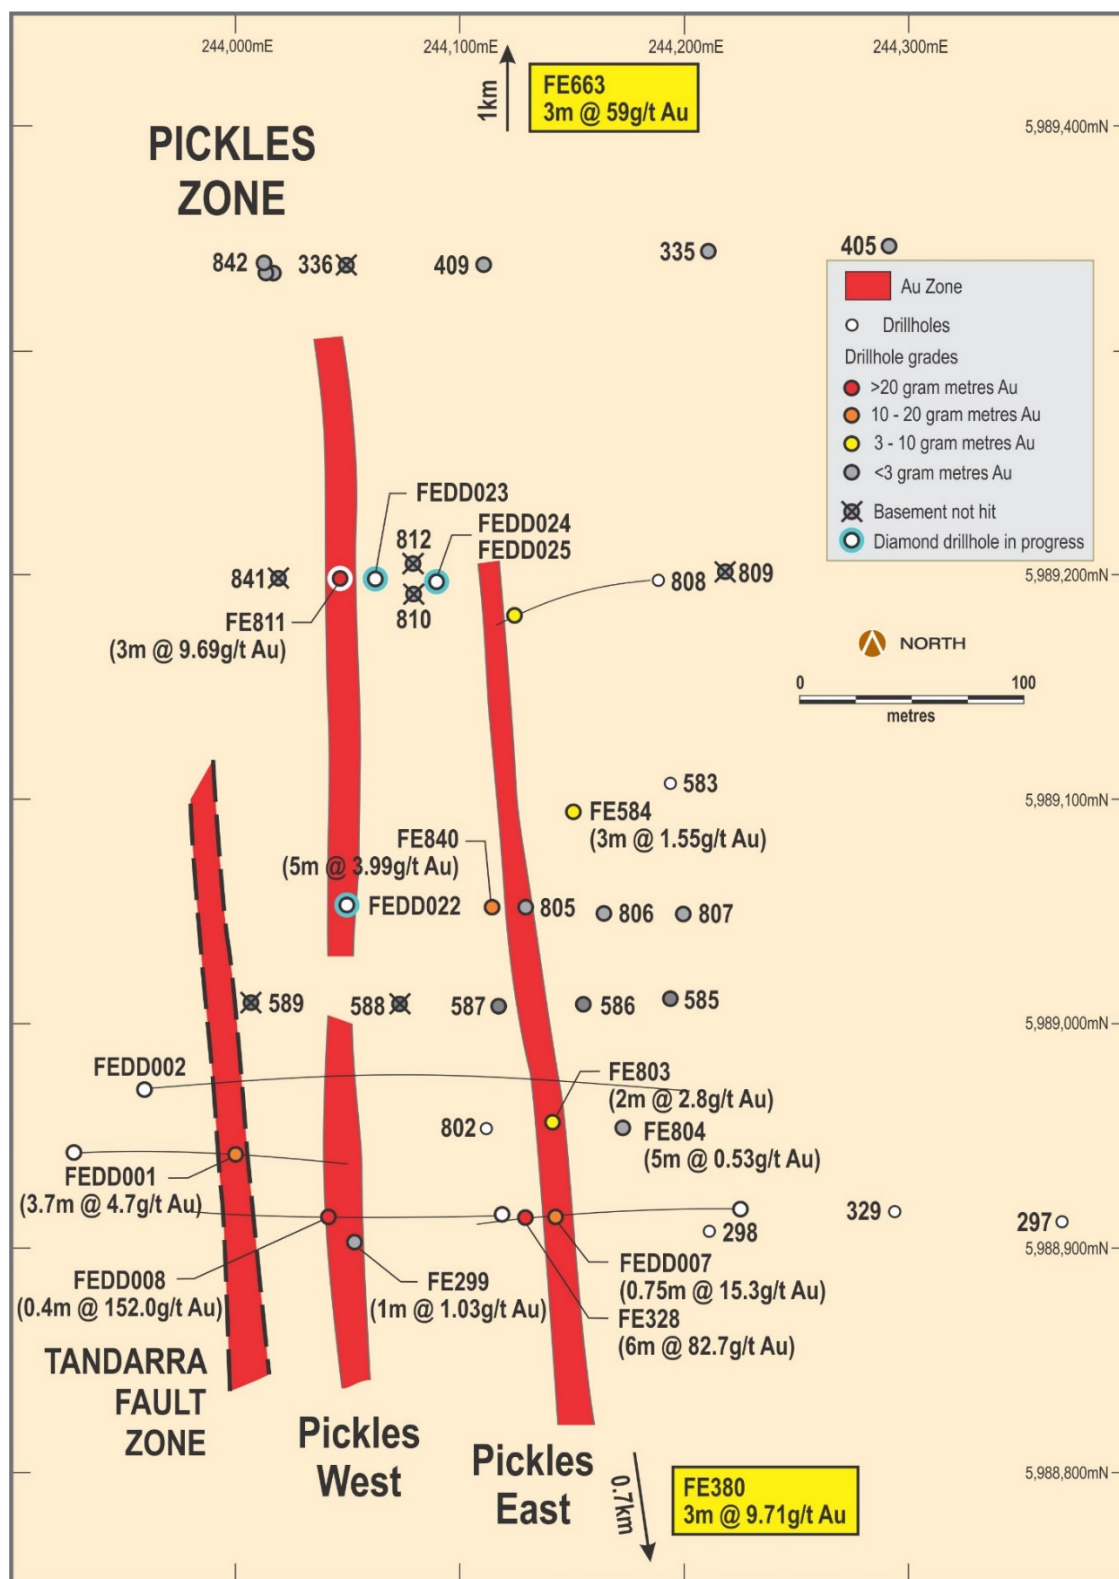 244,000mE
244,100mE
244,200mE
244,300mE
1km
FE663
3m @ 59g/t Au
5,989,400mN
PICKLES
ZONE
842
336
409
335
405
Au Zone
Drillholes
Drillhole grades
>20 gram metres Au
10 - 20 gram metres Au
3 - 10 gram metres Au
<3 gram metres Au
Basement not hit
Diamond drillhole in progress
FEDD023
FEDD024
FEDD025
812
841
810
808
809
5,989,200mN
FE811
(3m @ 9.69g/t Au)
NORTH
0
100
metres
583
5,989,100mN
FE584
(3m @ 1.55g/t Au)
FE840
(5m @ 3.99g/t Au)
FEDD022
805
806
807
589
588
587
586
585
5,989,000mN
FEDD002
FE803
(2m @ 2.8g/t Au)
802
FE804
(5m @ 0.53g/t Au)
FEDD001
(3.7m @ 4.7g/t Au)
298
329
297
5,988,900mN
FEDD008
(0.4m @ 152.0g/t Au)
FE299
(1m @ 1.03g/t Au)
FEDD007
(0.75m @ 15.3g/t Au)
FE328
(6m @ 82.7g/t Au)
TANDARRA
FAULT
ZONE
Pickles
West
Pickles
East
0.7km
FE380
3m @ 9.71g/t Au
5,988,800mN